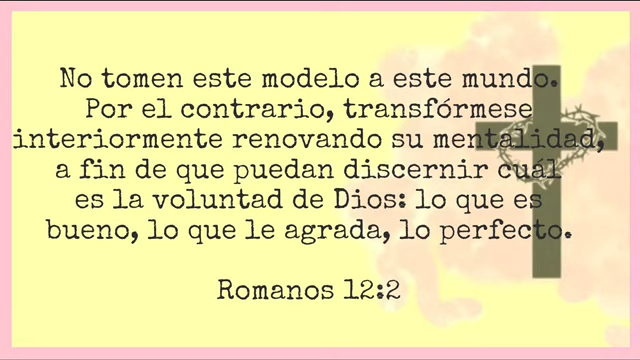 No tomen este modelo a este mundo.
Por el contrario, transfórmese
interiormente renovando su mentalidad,
a fin de que puedan discernir cuál
es la voluntad de Dios: lo que es
bueno, lo que le agrada, lo perfecto.
Romanos 12:2